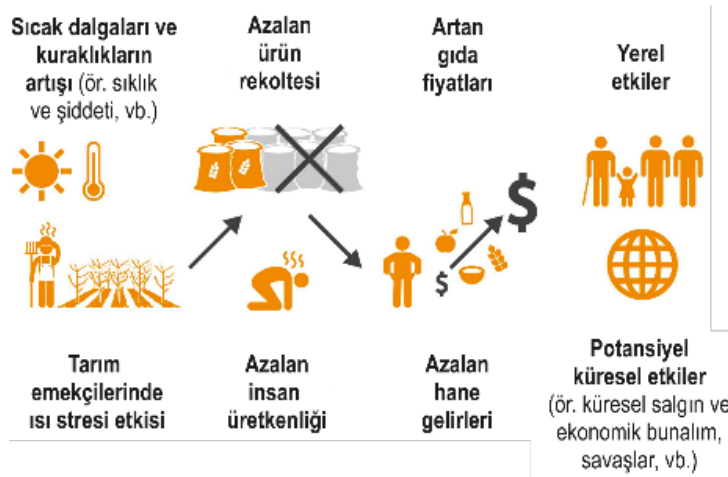 Sıcak dalgaları ve
kuraklıkların
artışı (ör. sıklık
ve şiddeti, vb.)
Azalan
ürün
rekoltesi
Artan
gıda
fiyatları
Yerel
etkiler
$
$
Tarım
emekçilerinde
ısı stresi etkisi
Azalan
insan
üretkenliği
Azalan
hane
gelirleri
Potansiyel
küresel etkiler
(ör. küresel salgın ve
ekonomik bunalım,
savaşlar, vb.)